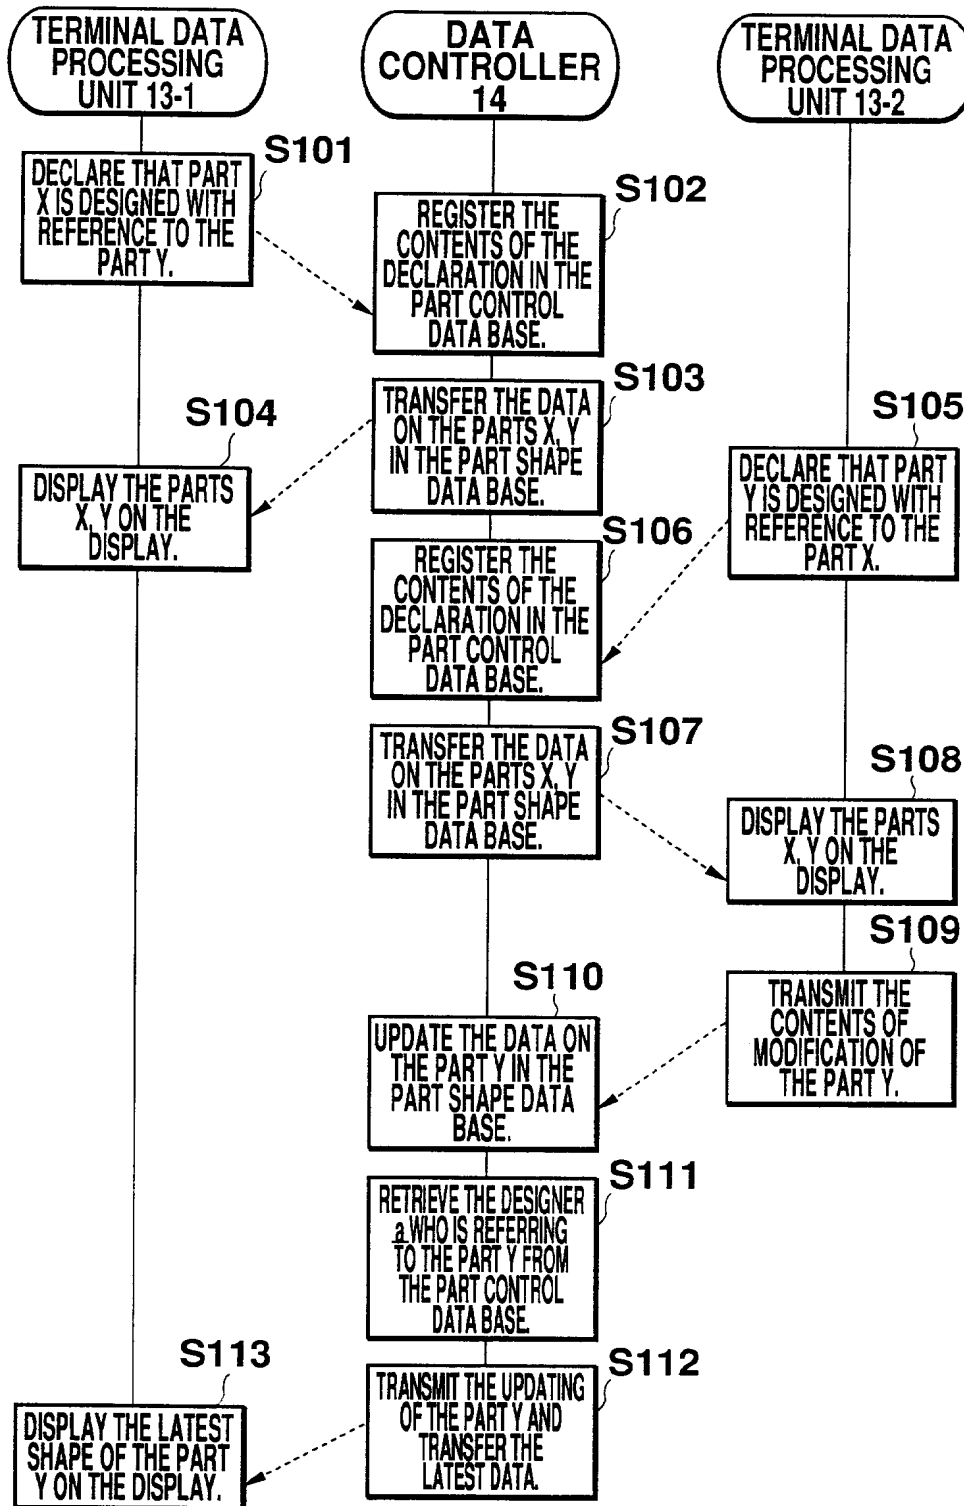 TERMINAL DATA
PROCESSING
UNIT 13-1
DATA
CONTROLLER
14
TERMINAL DATA
PROCESSING
UNIT 13-2
S101
DECLARE THAT PART
X IS DESIGNED WITH
REFERENCE TO THE
PART Y.
S102
REGISTER THE
CONTENTS OF THE
DECLARATION IN THE
PART CONTROL
DATA BASE.
S103
TRANSFER THE DATA
ON THE PARTS X, Y
IN THE PART SHAPE
DATA BASE.
S104
DISPLAY THE PARTS
X, Y ON THE
DISPLAY.
S105
DECLARE THAT PART
Y IS DESIGNED WITH
REFERENCE TO THE
PART X.
S106
REGISTER THE
CONTENTS OF THE
DECLARATION IN THE
PART CONTROL
DATA BASE.
S107
TRANSFER THE DATA
ON THE PARTS X, Y
IN THE PART SHAPE
DATA BASE.
S108
DISPLAY THE PARTS
X, Y ON THE
DISPLAY.
S109
TRANSMIT THE
CONTENTS OF
MODIFICATION OF
THE PART Y.
S110
UPDATE THE DATA ON
THE PART Y IN THE
PART SHAPE DATA
BASE.
S111
RETRIEVE THE DESIGNER
a WHO IS REFERRING
TO THE PART Y FROM
THE PART CONTROL
DATA BASE.
S112
TRANSMIT THE UPDATING
OF THE PART Y AND
TRANSFER THE
LATEST DATA.
S113
DISPLAY THE LATEST
SHAPE OF THE PART
Y ON THE DISPLAY.